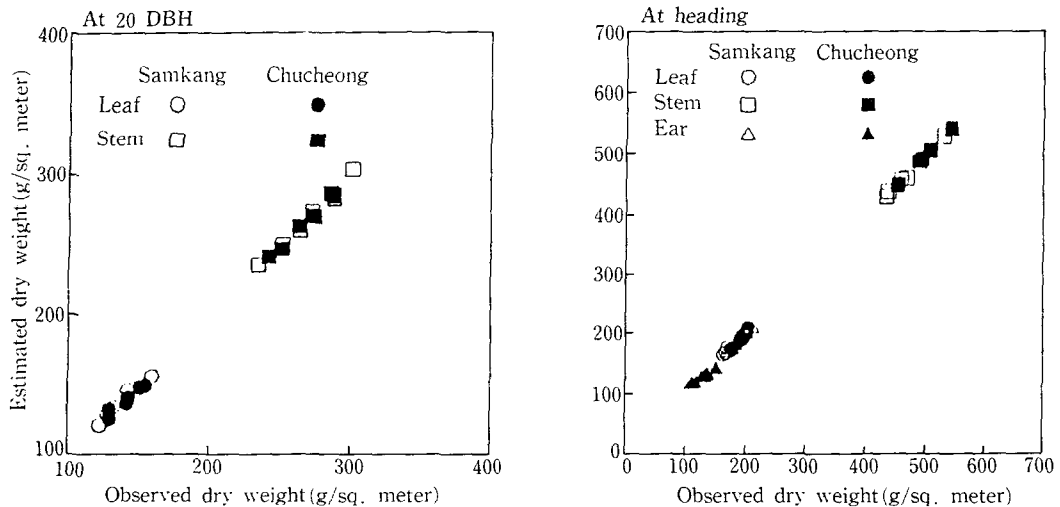 At 20 DBH
400
300
200
100
100
200
300
400
Samkang Chucheong
Leaf
Stem
Estimated dry weight(g/sq. meter)
Observed dry weight(g/sq. meter)
At heading
700
600
500
400
300
200
100
0
0
100
200
300
400
500
600
700
Samkang Chucheong
Leaf
Stem
Ear
Observed dry weight(g/sq. meter)